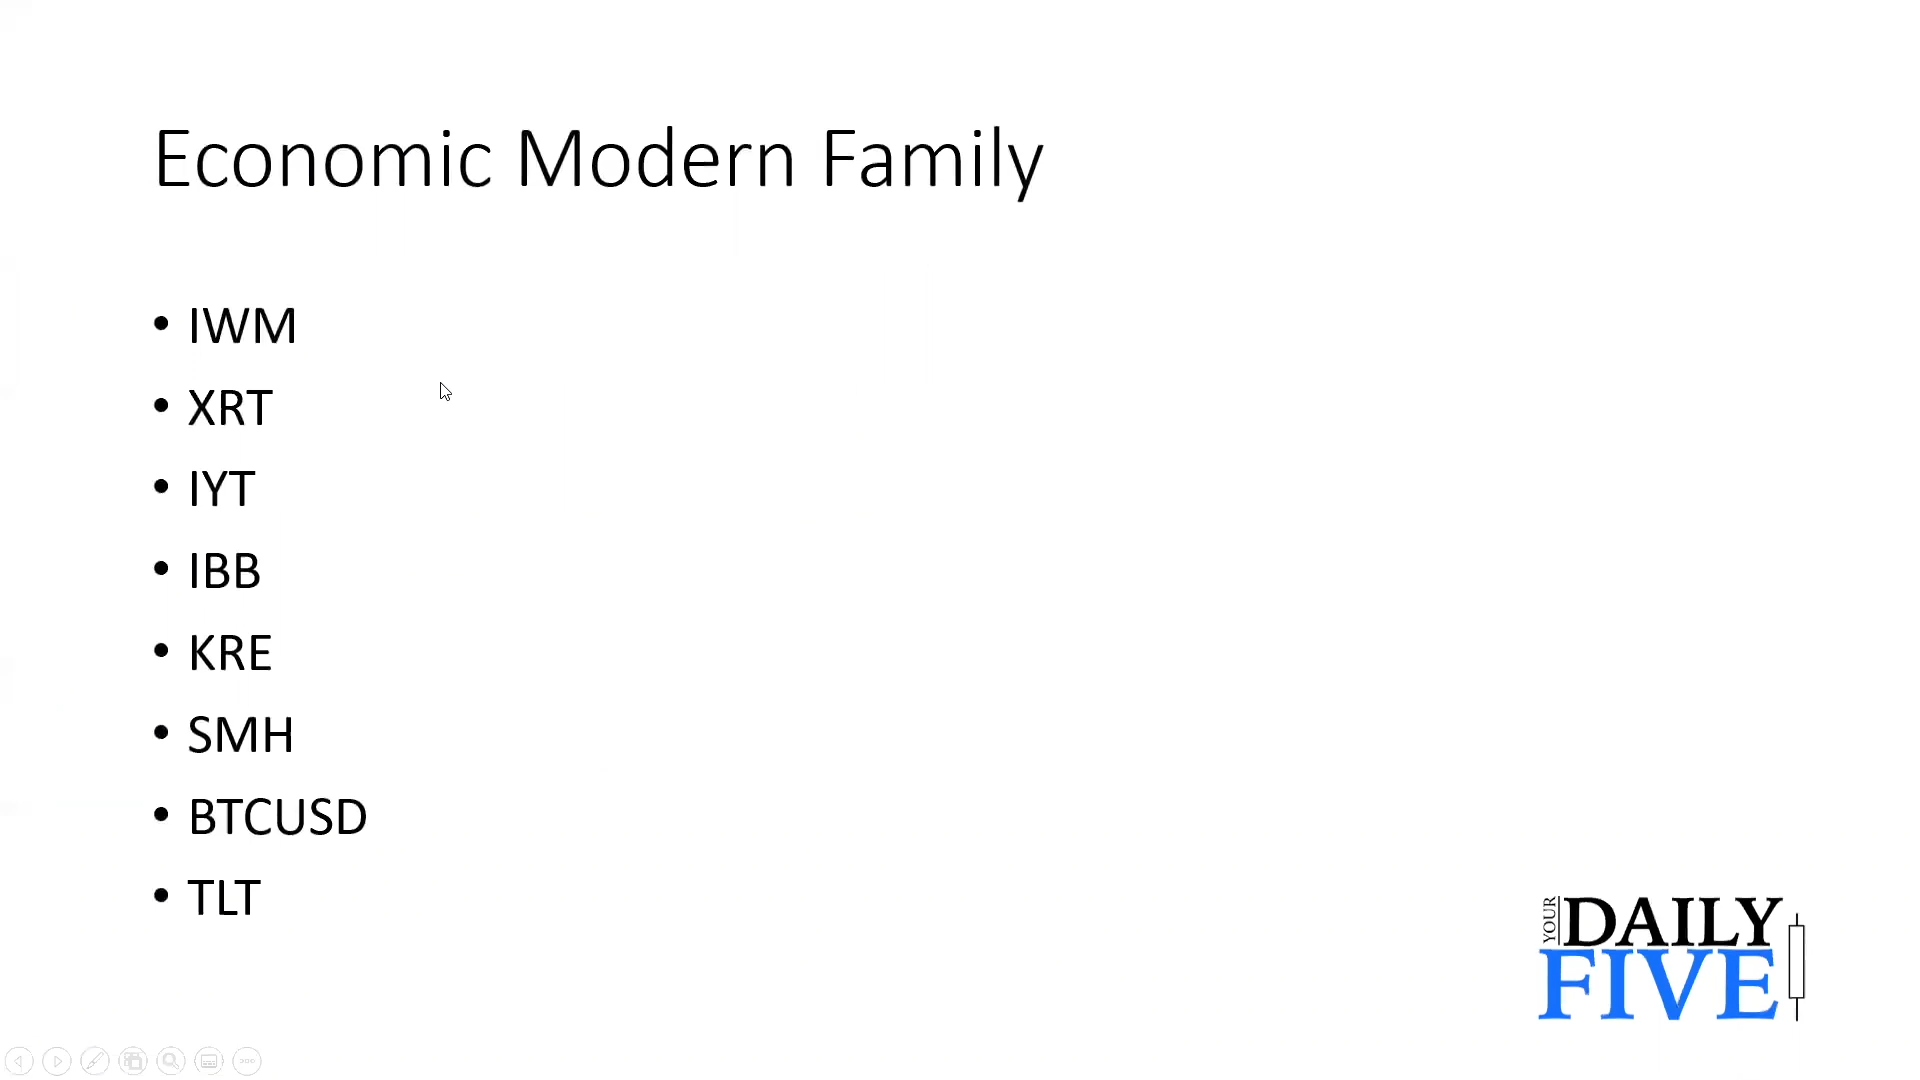 Economic Modern Family
• IWM
• XRT
• IYT
• IBB
• KRE
• SMH
• BTCUSD
• TLT
YOUR
DAILY
FIVE